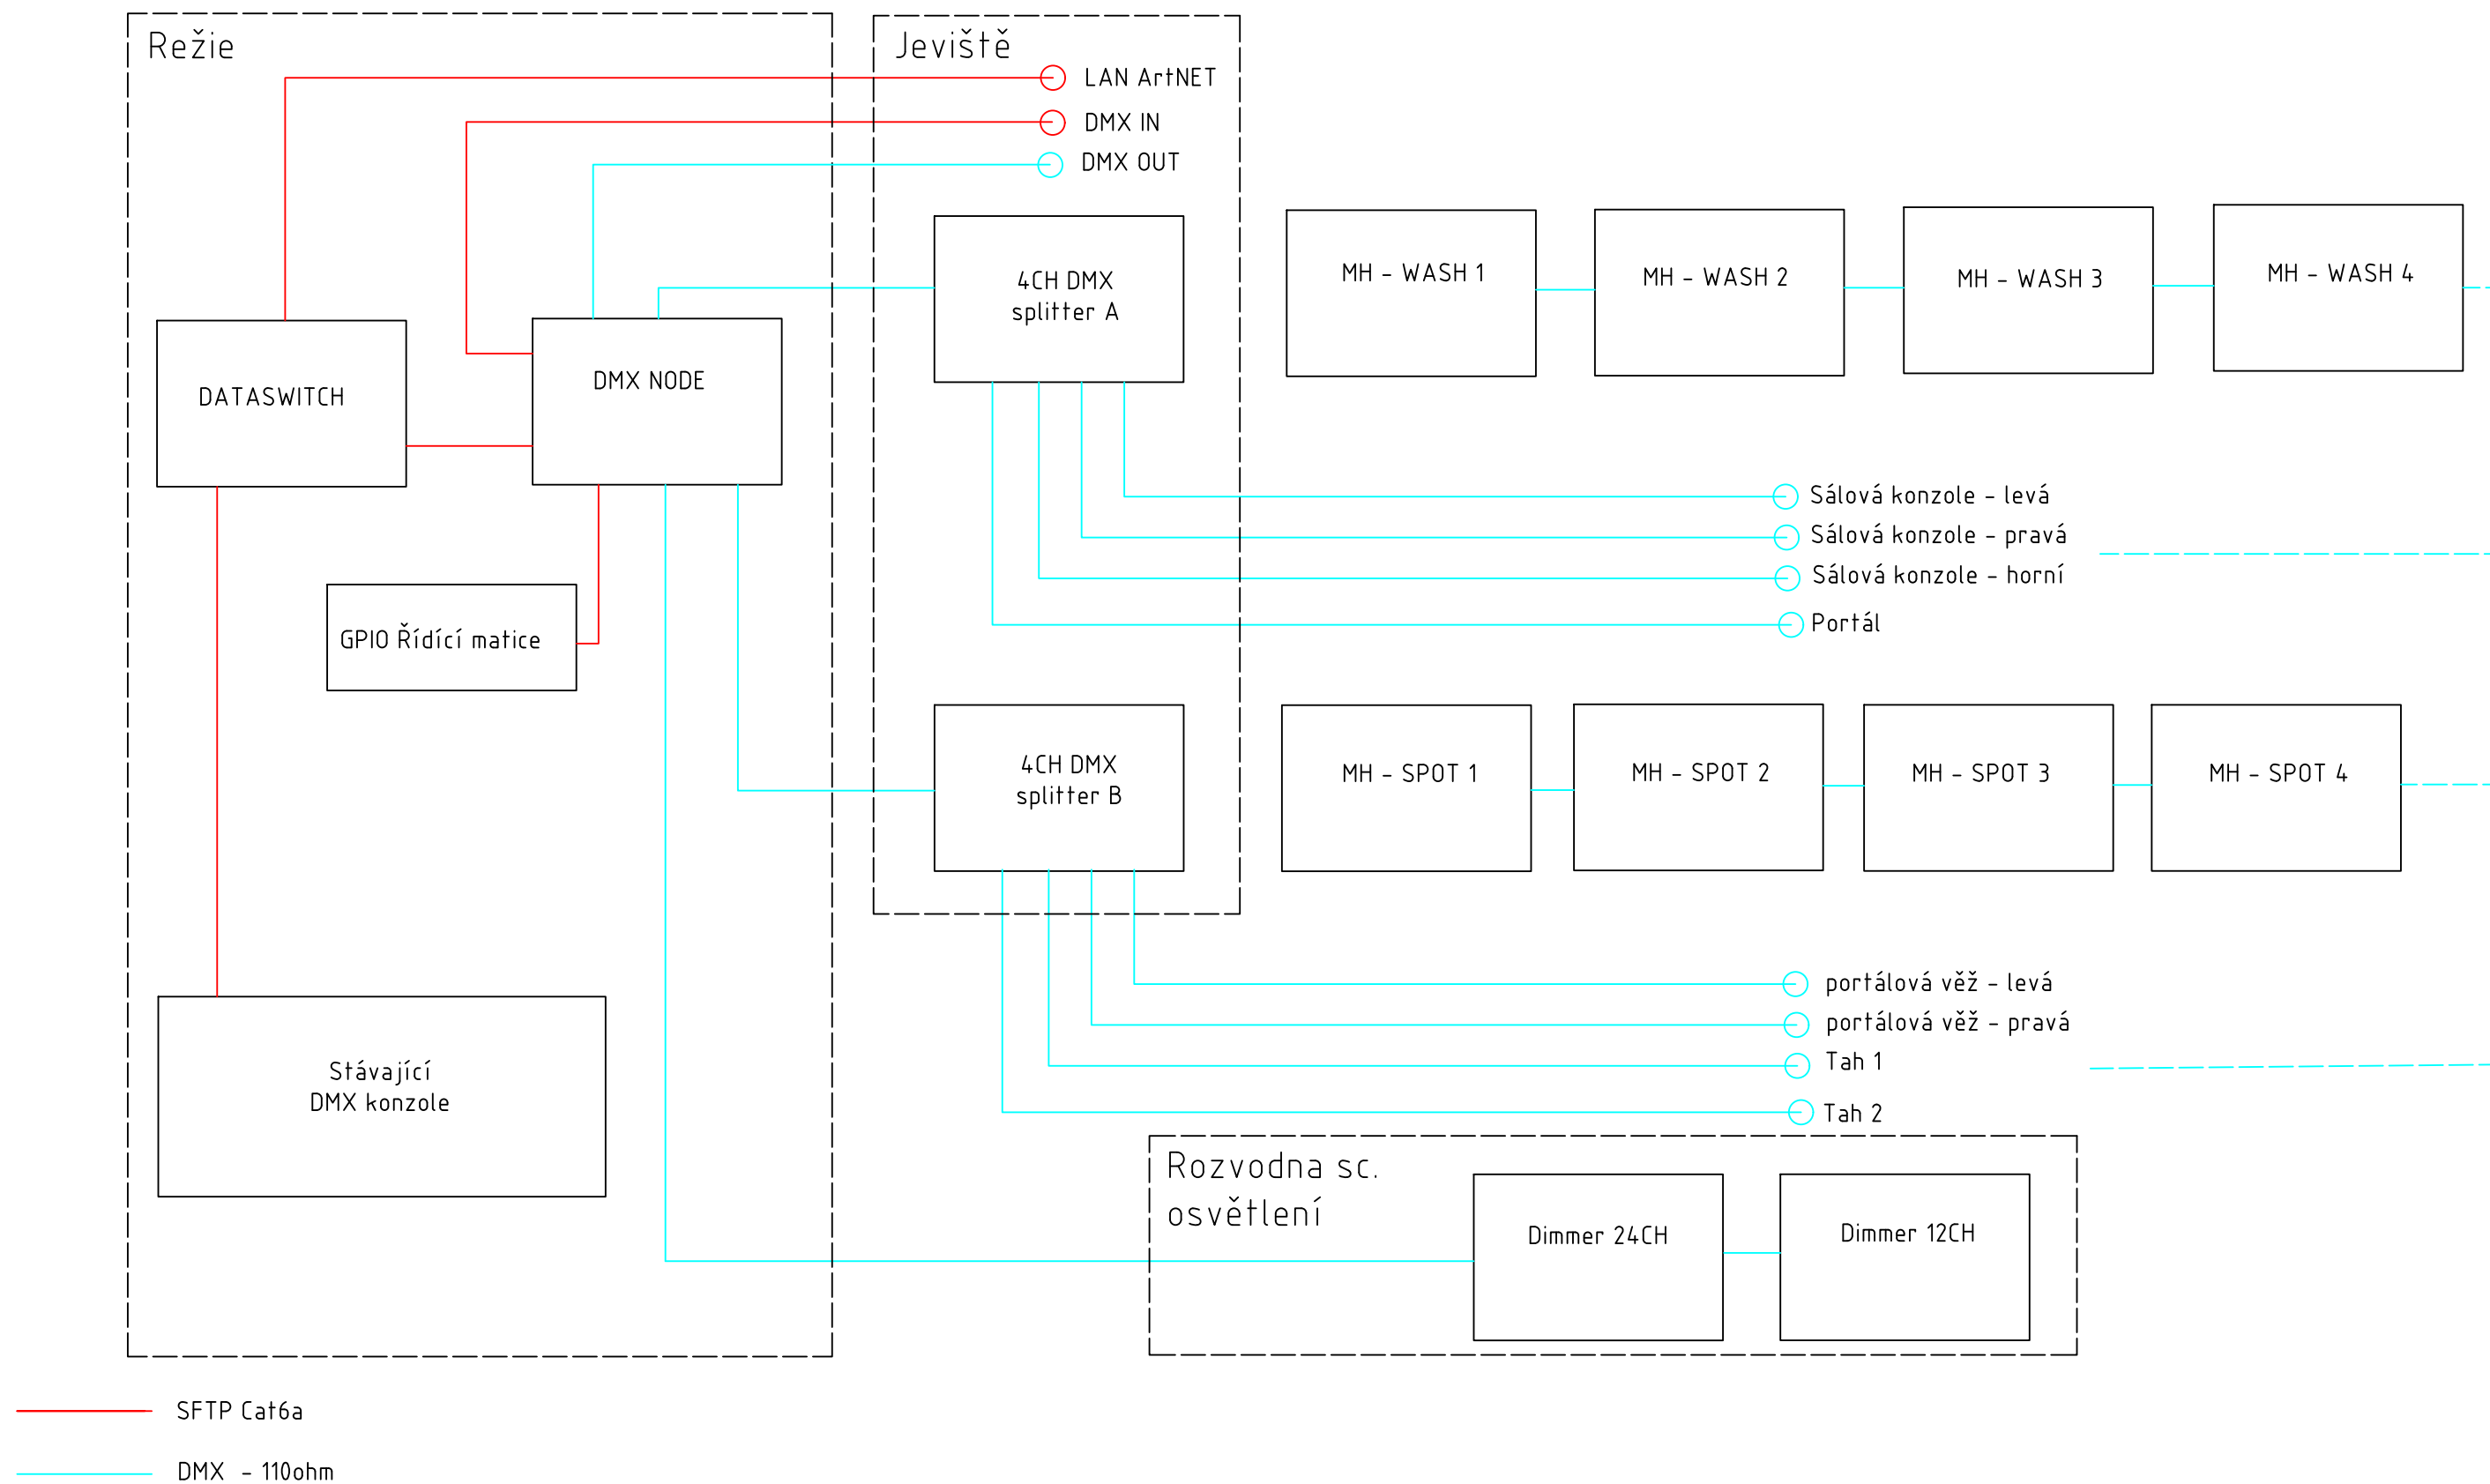 Režie
Jeviště
LAN ArtNET
DMX IN
DMX OUT
4CH DMX
splitter A
MH - WASH 1
MH - WASH 2
MH - WASH 3
MH - WASH 4
DATASWITCH
DMX NODE
Sálová konzole - levá
Sálová konzole - pravá
Sálová konzole - horní
Portál
GPIO Řídící matice
4CH DMX
splitter B
MH - SPOT 1
MH - SPOT 2
MH - SPOT 3
MH - SPOT 4
portálová věž - levá
portálová věž - pravá
Tah 1
Tah 2
Stávající
DMX konzole
Rozvodna sc.
osvětlení
Dimmer 24CH
Dimmer 12CH
SFTP Cat6a
DMX - 110ohm